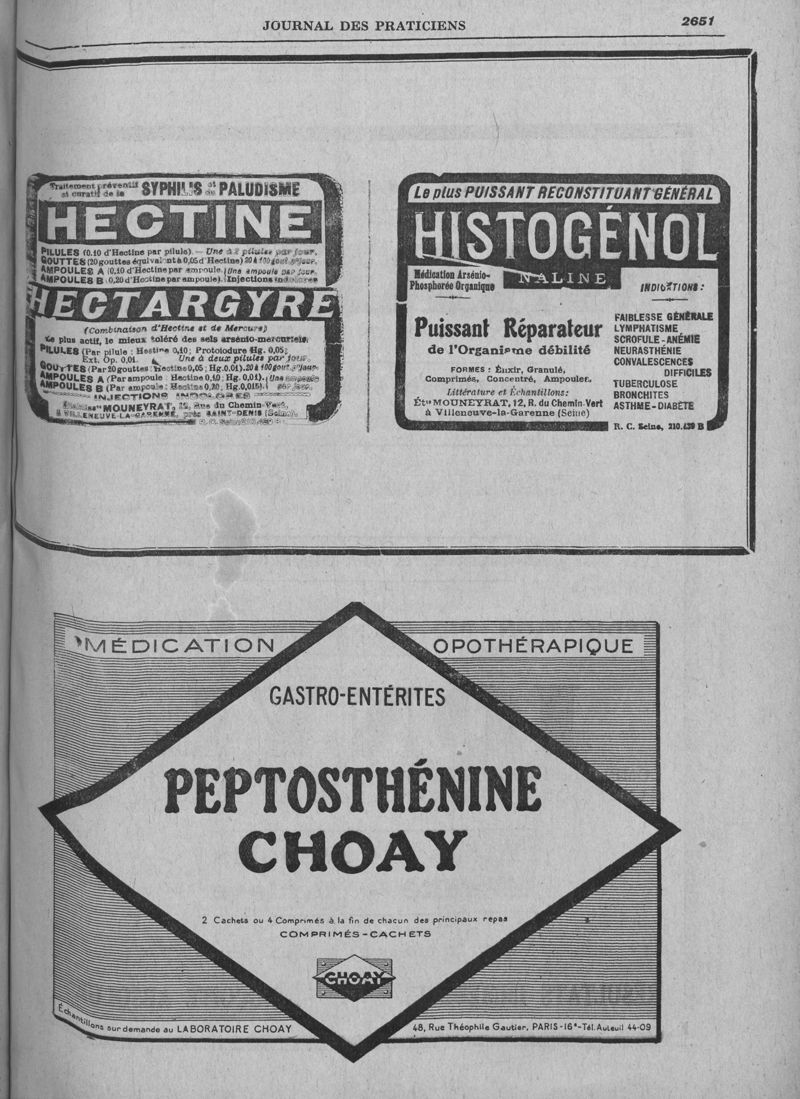 JOURNAL DES PRATICIENS
2651
Traitement préventif
et curatif de la
SYPHILIS et du PALUDISME
HECTINE
PILULES (0.10 d'Hectine par pilule). — Une à 2 pilules par jour.
GOUTTES (20 gouttes équivalent à 0,05 d'Hectine). 20 à 100 gout. p' jour.
AMPOULES A (0,10 d'Hectine par ampoule. Une ampoule par jour.
AMPOULES B (0,20 d'Hectine par ampoule). Injections indolores
HECTARGYRE
(Combinaison d'Hectine et de Mercure)
Le plus actif, le mieux toléré des sels arsénio-mercuriels.
PILULES (Par pilule : Hectine 0,10; Protoiodure Hg. 0,05;
Ext. Op. 0,01. Une à deux pilules par jour.
GOUTTES (Par 20 gouttes : Hectine 0,05; Hg. 0,01). 20 à 100 gout. p' jour.
AMPOULES A (Par ampoule : Hectine 0,10; Hg. 0,01). Une
AMPOULES B (Par ampoule : Hectine 0,20; Hg. 0,015). par jour.
INJECTIONS INDOLORES
MOUNEYRAT, 12, Rue du Chemin-Vert,
à VILLENEUVE-LA-GARENNE, près SAINT-DENIS (Seine).
Le plus PUISSANT RECONSTITUANT GÉNÉRAL
HISTOGÉNOL
NALINE
Médication Arsénio-
Phosphorée Organique
Puissant Réparateur
de l'Organisme débilité
FORMES : Élixir, Granulé,
Comprimés, Concentré, Ampoules.
Littérature et Échantillons:
Éts MOUNEYRAT, 12, R. du Chemin-Vert
à Villeneuve-la-Garenne (Seine)
INDICATIONS :
FAIBLESSE GÉNÉRALE
LYMPHATISME
SCROFULE - ANÉMIE
NEURASTHÉNIE
CONVALESCENCES
DIFFICILES
TUBERCULOSE
BRONCHITES
ASTHME - DIABÈTE
R. C. Seine, 210.439 B
MÉDICATION OPOTHÉRAPIQUE
GASTRO-ENTÉRITES
PEPTOSTHÉNINE
CHOAY
2 Cachets ou 4 Comprimés à la fin de chacun des principaux repas
COMPRIMÉS - CACHETS
CHOAY
Échantillons sur demande au LABORATOIRE CHOAY
48, Rue Théophile Gautier, PARIS-16e - Tél. Auteuil 44-09